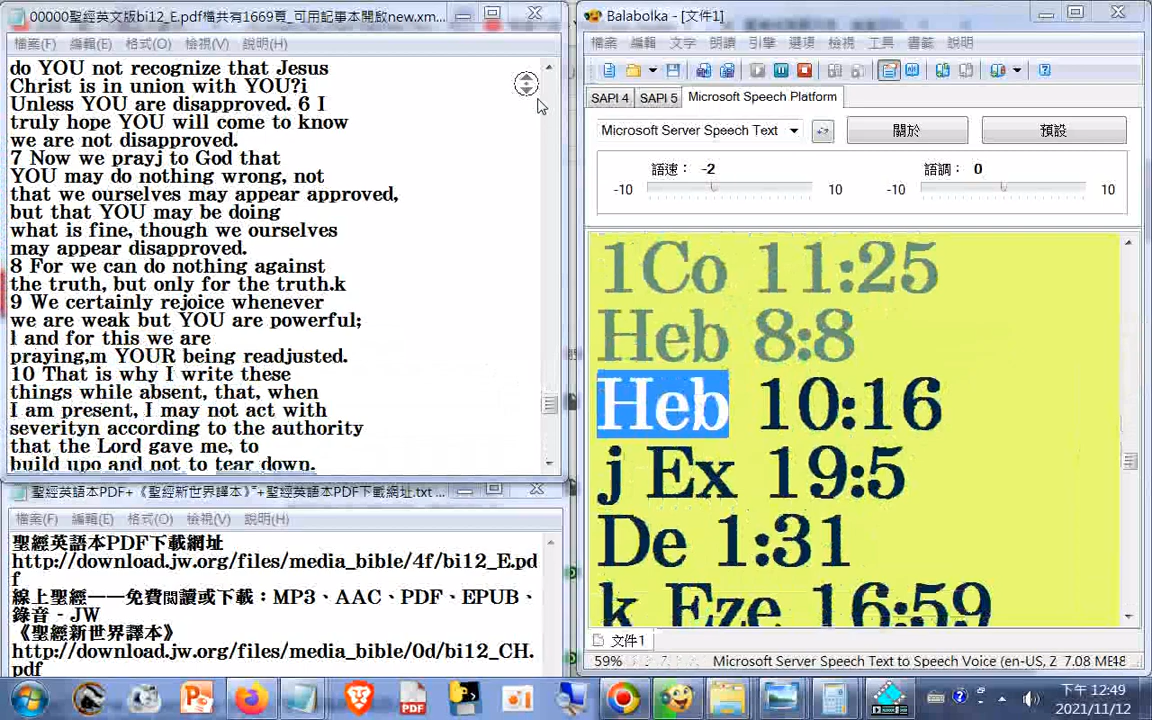 00000聖經英文版bi12_E.pdf檔共有1669頁_可用記事本開啟new.xm...
檔案(F) 編輯(E) 格式(O) 檢視(V) 說明(H)
do YOU not recognize that Jesus
Christ is in union with YOU?i
Unless YOU are disapproved. 6 I
truly hope YOU will come to know
we are not disapproved.
7 Now we prayj to God that
YOU may do nothing wrong, not
that we ourselves may appear approved,
but that YOU may be doing
what is fine, though we ourselves
may appear disapproved.
8 For we can do nothing against
the truth, but only for the truth.k
9 We certainly rejoice whenever
we are weak but YOU are powerful;
l and for this we are
praying,m YOUR being readjusted.
10 That is why I write these
things while absent, that, when
I am present, I may not act with
severityn according to the authority
that the Lord gave me, to
build upo and not to tear down.
聖經英語本PDF+《聖經新世界譯本》"+聖經英語本PDF下載網址.txt ...
檔案(F) 編輯(E) 格式(O) 檢視(V) 說明(H)
聖經英語本PDF下載網址
http://download.jw.org/files/media_bible/4f/bi12_E.pd
f
線上聖經——免費閱讀或下載：MP3、AAC、PDF、EPUB、
錄音 - JW
《聖經新世界譯本》
http://download.jw.org/files/media_bible/0d/bi12_CH.
pdf
Balabolka - [文件1]
檔案 編輯 文字 朗讀 引擎 選項 檢視 工具 書籤 說明
SAPI 4 SAPI 5 Microsoft Speech Platform
Microsoft Server Speech Text 關於 預設
語速： -2 語調： 0
-10 10 -10 10
1Co 11:25
Heb 8:8
Heb 10:16
j Ex 19:5
De 1:31
k Eze 16:59
文件1
59% Microsoft Server Speech Text to Speech Voice (en-US, Z 7.08 ME48
PDF
下午 12:49
2021/11/12